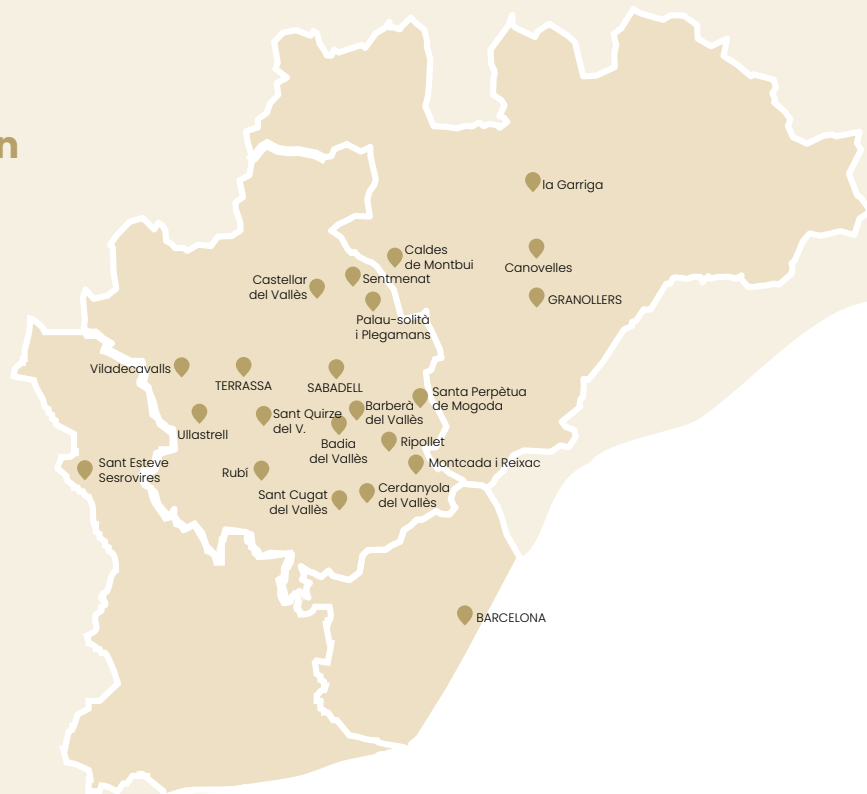 n
la Garriga
Caldes
de Montbui
Canovelles
Sentmenat
Castellar
del Vallès
GRANOLLERS
Palau-solità
i Plegamans
Viladecavalls
TERRASSA
SABADELL
Santa Perpètua
de Mogoda
Barberà
del Vallès
Sant Quirze
del V.
Ullastrell
Badia
del Vallès
Ripollet
Montcada i Reixac
Sant Esteve
Sesrovires
Rubí
Cerdanyola
del Vallès
Sant Cugat
del Vallès
BARCELONA